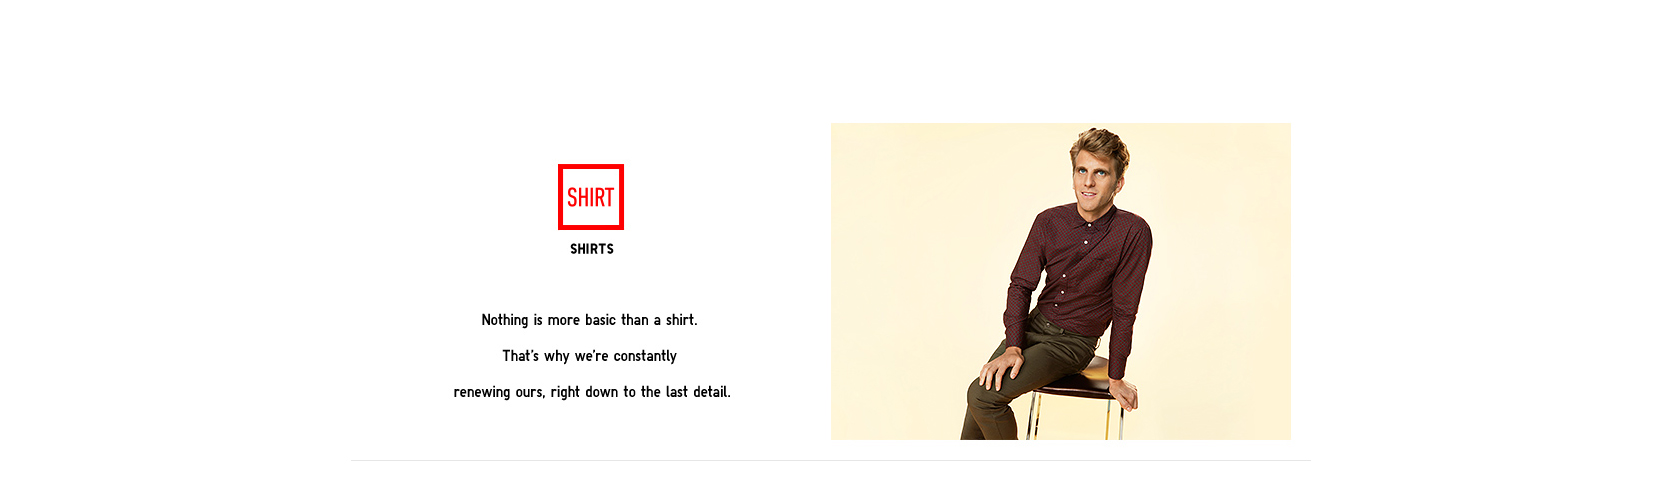 SHIRT
SHIRTS
Nothing is more basic than a shirt.
That's why we're constantly
renewing ours, right down to the last detail.